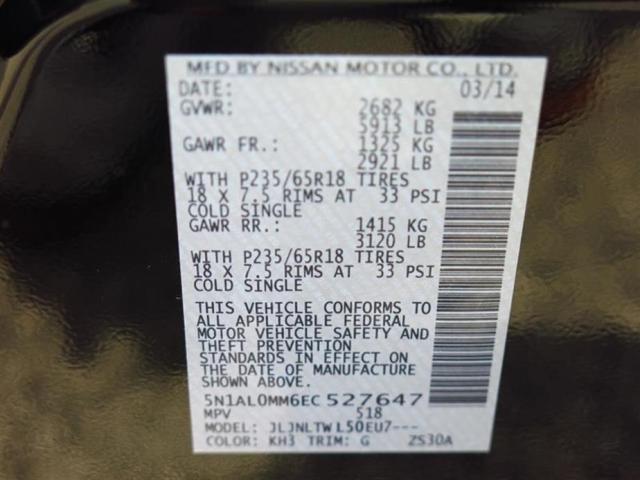 MFD BY NISSAN MOTOR CO., LTD.
DATE: 03/14
GVWR: 2682 KG
5913 LB
GAWR FR.: 1325 KG
2921 LB
WITH P235/65R18 TIRES
18 X 7.5 RIMS AT 33 PSI
COLD SINGLE
GAWR RR.: 1415 KG
3120 LB
WITH P235/65R18 TIRES
18 X 7.5 RIMS AT 33 PSI
COLD SINGLE
THIS VEHICLE CONFORMS TO
ALL APPLICABLE FEDERAL
MOTOR VEHICLE SAFETY AND
THEFT PREVENTION
STANDARDS IN EFFECT ON
THE DATE OF MANUFACTURE
SHOWN ABOVE.
5N1AL0MM6EC 527647
MPV 518
MODEL: JLJNLTW L50EU7---
COLOR: KH3 TRIM: G ZS30A